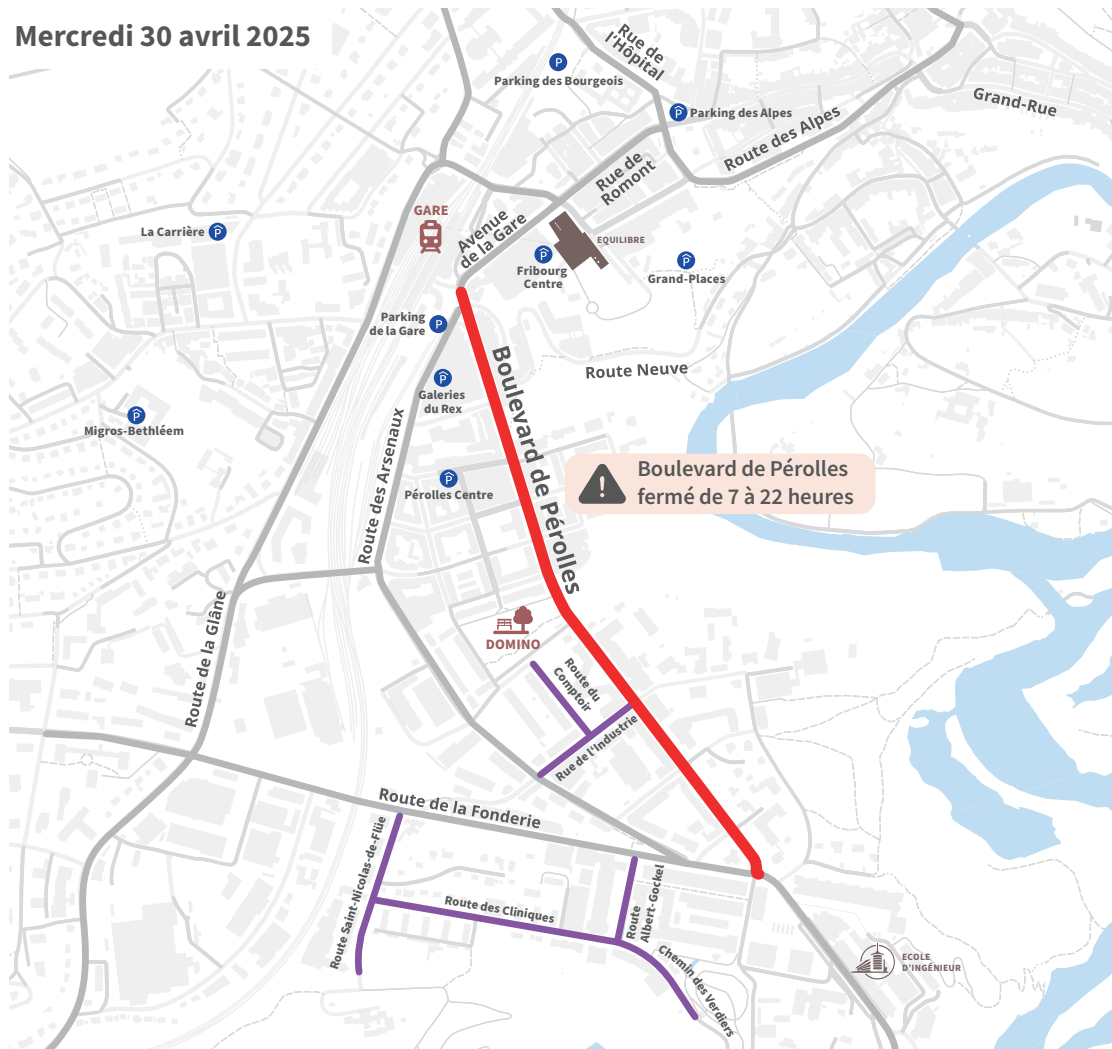 Mercredi 30 avril 2025
Rue de
l'Hôpital
P
Parking des Bourgeois
Grand-Rue
P
Parking des Alpes
Route des Alpes
Rue de
Romont
GARE
Avenue
de la Gare
La Carrière
P
EQUILIBRE
P
Fribourg
Centre
P
Grand-Places
Parking
de la Gare
P
Boulevard de Pérolles
Route Neuve
P
Galeries
du Rex
P
Migros-Bethléem
Route des Arsenaux
P
Pérolles Centre
!
Boulevard de Pérolles
fermé de 7 à 22 heures
Route de la Glâne
DOMINO
Route du
Comptoir
Rue de l'Industrie
Route de la Fonderie
Route Saint-Nicolas-de-Flüe
Route des Cliniques
Route
Albert-Gockel
Chemin des Verdiers
ECOLE
D'INGÉNIEUR